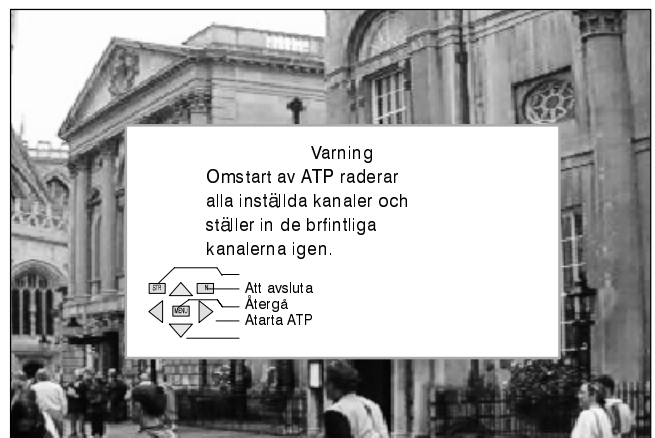 Varning
Omstart av ATP raderar
alla inställda kanaler och
ställer in de brfintliga
kanalerna igen.
STR
N
Att avsluta
MENU
Återgå
Atarta ATP